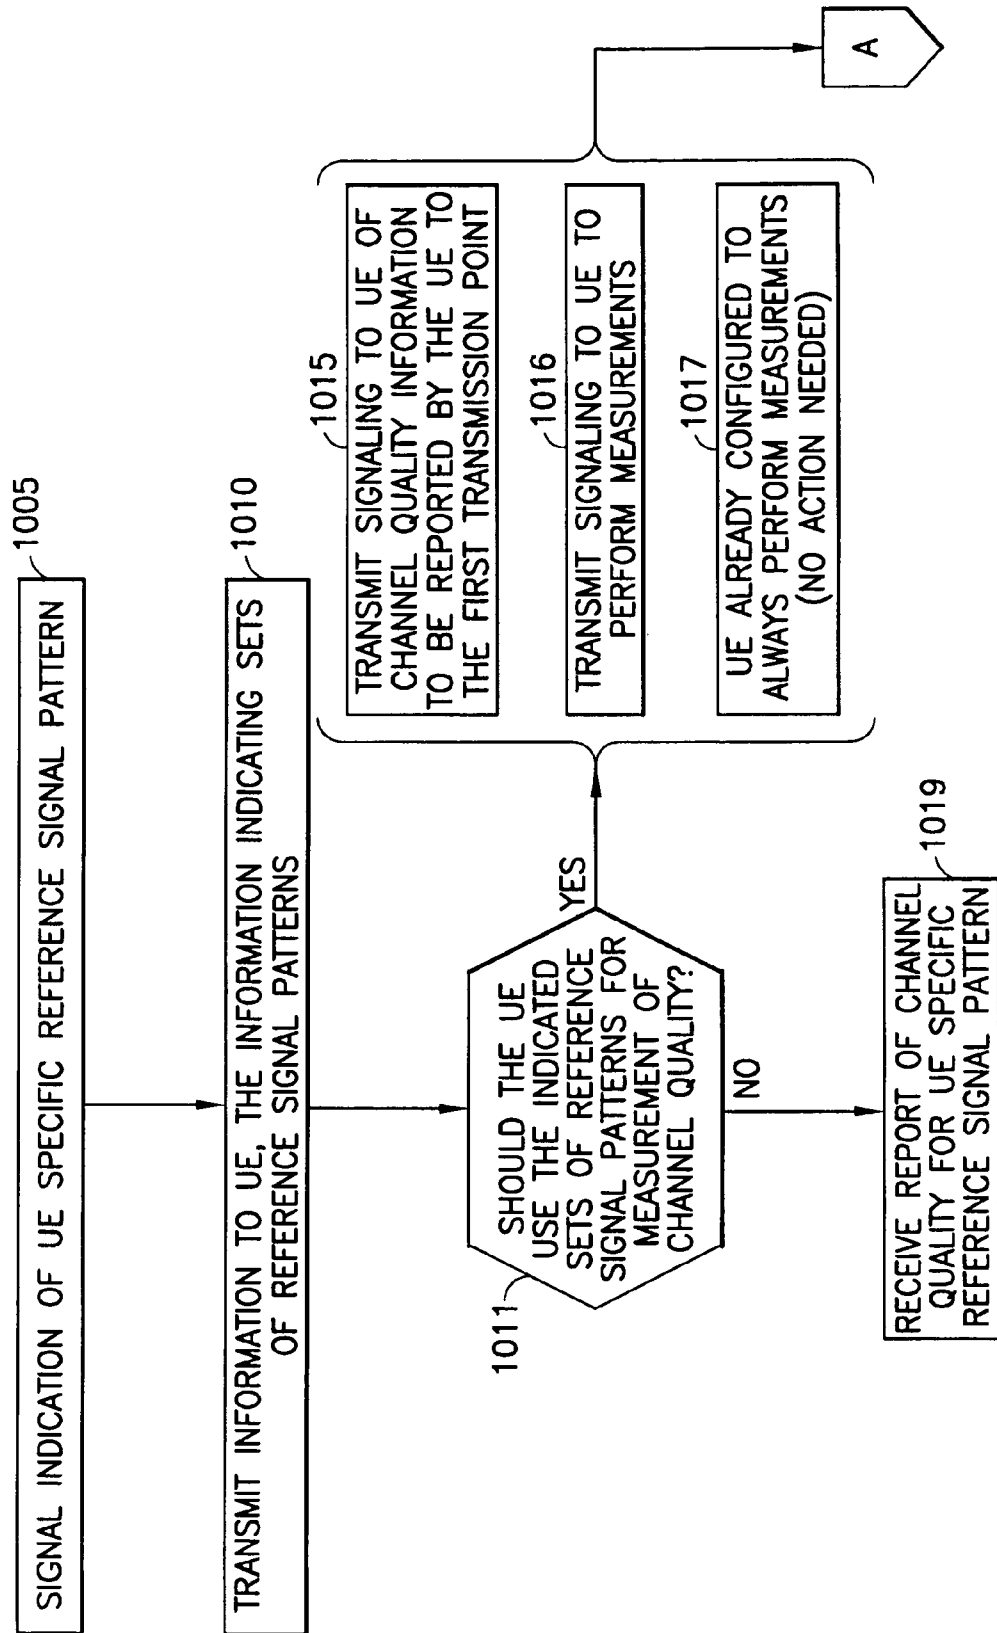 SIGNAL INDICATION OF UE SPECIFIC REFERENCE SIGNAL PATTERN
1005
TRANSMIT INFORMATION TO UE, THE INFORMATION INDICATING SETS
OF REFERENCE SIGNAL PATTERNS
1010
SHOULD THE UE
USE THE INDICATED
SETS OF REFERENCE
SIGNAL PATTERNS FOR
MEASUREMENT OF
CHANNEL QUALITY?
1011
YES
NO
1015
TRANSMIT SIGNALING TO UE OF
CHANNEL QUALITY INFORMATION
TO BE REPORTED BY THE UE TO
THE FIRST TRANSMISSION POINT
1016
TRANSMIT SIGNALING TO UE TO
PERFORM MEASUREMENTS
1017
UE ALREADY CONFIGURED TO
ALWAYS PERFORM MEASUREMENTS
(NO ACTION NEEDED)
A
1019
RECEIVE REPORT OF CHANNEL
QUALITY FOR UE SPECIFIC
REFERENCE SIGNAL PATTERN